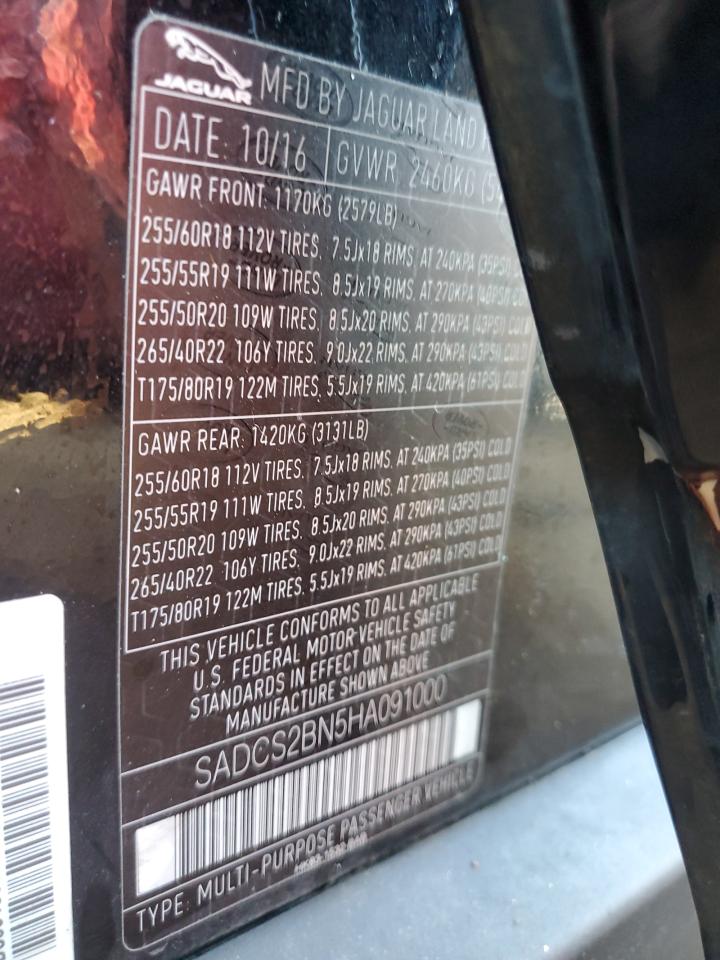 JAGUAR
MFD BY JAGUAR LAND
DATE: 10/16 GVWR 2460KG
GAWR FRONT: 1170KG (2579LB)
255/60R18 112V TIRES, 7.5Jx18 RIMS, AT 240KPA (35PSI)
255/55R19 111W TIRES, 8.5Jx19 RIMS, AT 270KPA (40PSI)
255/50R20 109W TIRES, 8.5Jx20 RIMS, AT 290KPA (43PSI) COLD
265/40R22 106Y TIRES, 9.0Jx22 RIMS, AT 290KPA (43PSI) COLD
T175/80R19 122M TIRES, 5.5Jx19 RIMS, AT 420KPA (61PSI) COLD
GAWR REAR: 1420KG (3131LB)
255/60R18 112V TIRES, 7.5Jx18 RIMS, AT 240KPA (35PSI) COLD
255/55R19 111W TIRES, 8.5Jx19 RIMS, AT 270KPA (40PSI) COLD
255/50R20 109W TIRES, 8.5Jx20 RIMS, AT 290KPA (43PSI) COLD
265/40R22 106Y TIRES, 9.0Jx22 RIMS, AT 290KPA (43PSI) COLD
T175/80R19 122M TIRES, 5.5Jx19 RIMS, AT 420KPA (61PSI) COLD
THIS VEHICLE CONFORMS TO ALL APPLICABLE
U.S. FEDERAL MOTOR VEHICLE SAFETY
STANDARDS IN EFFECT ON THE DATE OF
MANUFACTURE SHOWN ABOVE
SADCS2BN5HA091000
TYPE: MULTI-PURPOSE PASSENGER VEHICLE